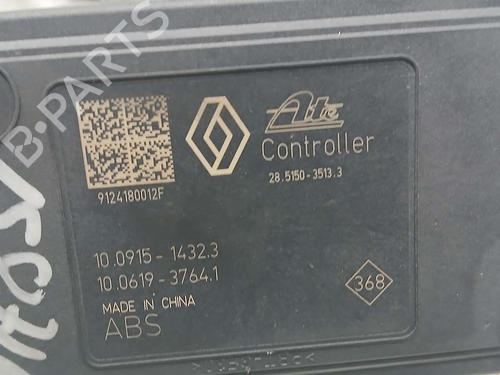 B-PARTS
Ate
Controller
28.5150-3513.3
9124180012F
10.0915-1432.3
10.0619-3764.1
368
MADE IN CHINA
ABS